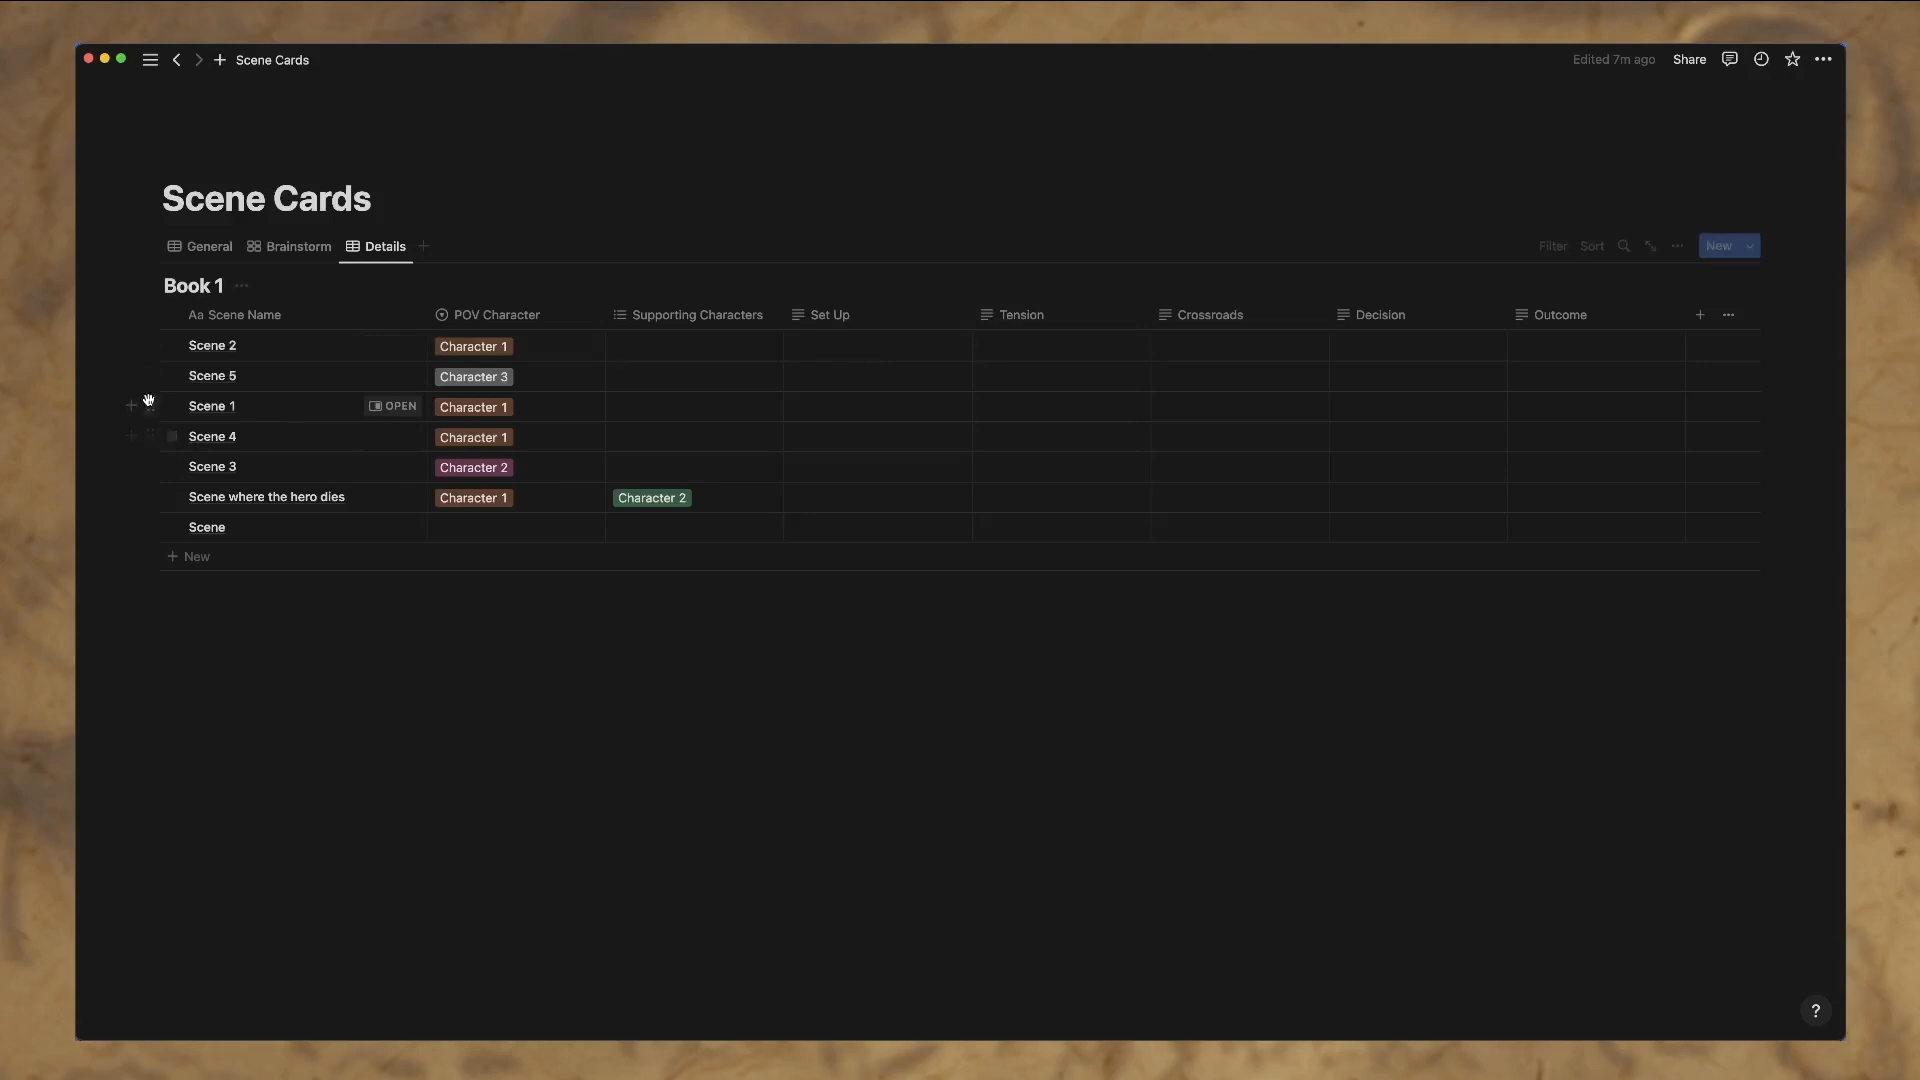 Scene Cards
Edited 7m ago Share
Scene Cards
General Brainstorm Details
Filter Sort New
Book 1
Aa Scene Name POV Character Supporting Characters Set Up Tension Crossroads Decision Outcome
Scene 2 Character 1
Scene 5 Character 3
Scene 1 OPEN Character 1
Scene 4 Character 1
Scene 3 Character 2
Scene where the hero dies Character 1 Character 2
Scene
+ New
?